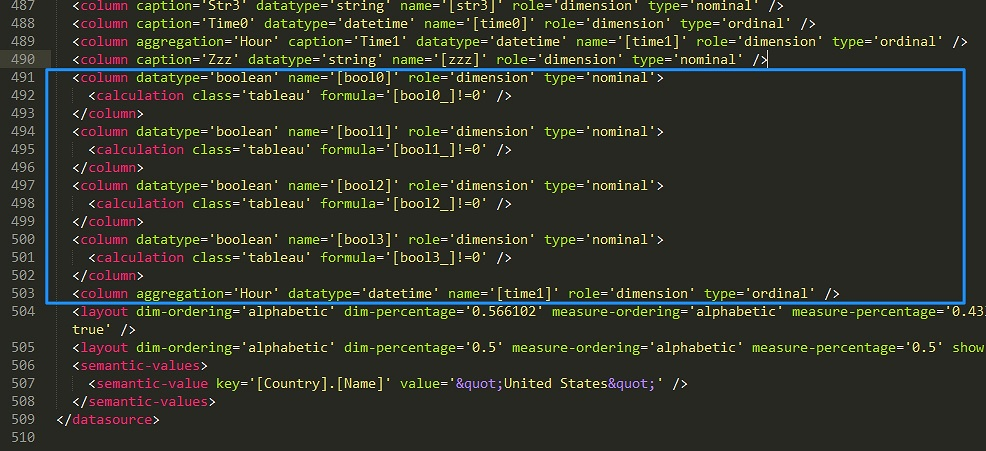 487 <column caption='Str3' datatype='string' name='[str3]' role='dimension' type='nominal' />
488 <column caption='Time0' datatype='datetime' name='[time0]' role='dimension' type='ordinal' />
489 <column aggregation='Hour' caption='Time1' datatype='datetime' name='[time1]' role='dimension' type='ordinal' />
490 <column caption='Zzz' datatype='string' name='[zzz]' role='dimension' type='nominal' />
491 <column datatype='boolean' name='[bool0]' role='dimension' type='nominal'>
492 <calculation class='tableau' formula='[bool0_]!=0' />
493 </column>
494 <column datatype='boolean' name='[bool1]' role='dimension' type='nominal'>
495 <calculation class='tableau' formula='[bool1_]!=0' />
496 </column>
497 <column datatype='boolean' name='[bool2]' role='dimension' type='nominal'>
498 <calculation class='tableau' formula='[bool2_]!=0' />
499 </column>
500 <column datatype='boolean' name='[bool3]' role='dimension' type='nominal'>
501 <calculation class='tableau' formula='[bool3_]!=0' />
502 </column>
503 <column aggregation='Hour' datatype='datetime' name='[time1]' role='dimension' type='ordinal' />
504 <layout dim-ordering='alphabetic' dim-percentage='0.566102' measure-ordering='alphabetic' measure-percentage='0.43
true' />
505 <layout dim-ordering='alphabetic' dim-percentage='0.5' measure-ordering='alphabetic' measure-percentage='0.5' show
506 <semantic-values>
507 <semantic-value key='[Country].[Name]' value='&quot;United States&quot;' />
508 </semantic-values>
509 </datasource>
510